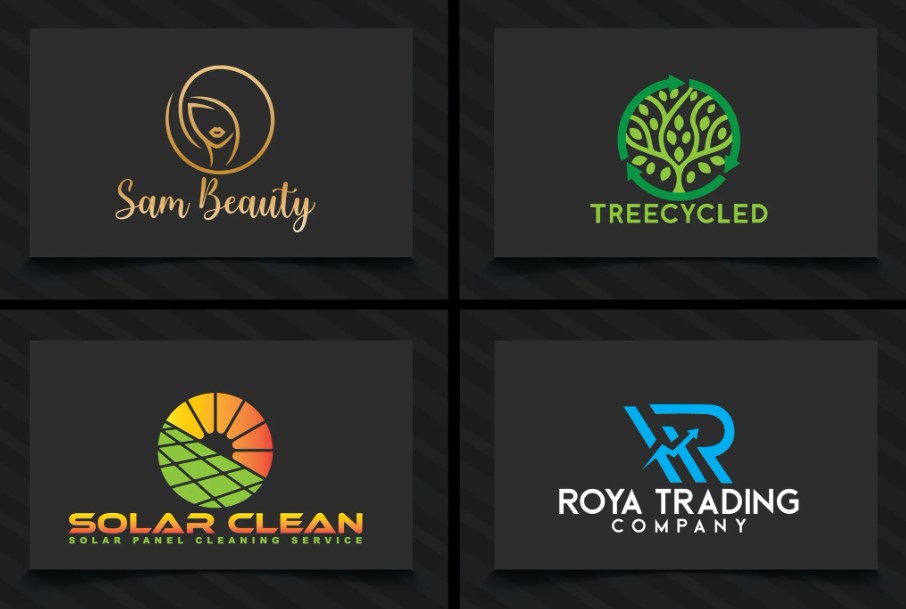 Sam Beauty
TREECYCLED
SOLAR CLEAN
SOLAR PANEL CLEANING SERVICE
ROYA TRADING
COMPANY